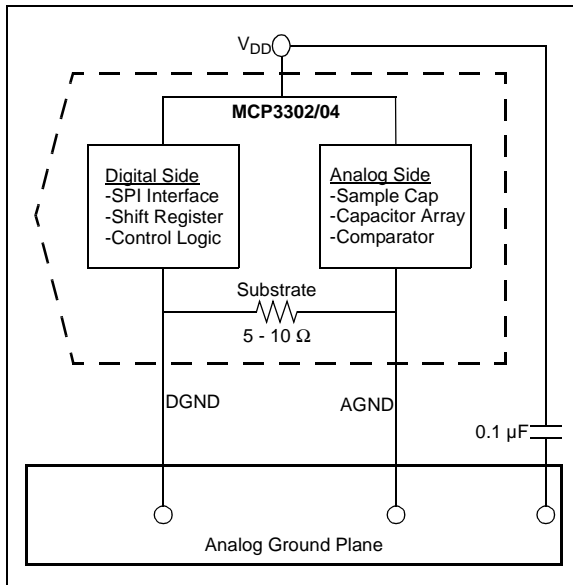 V_DD
MCP3302/04
Digital Side
-SPI Interface
-Shift Register
-Control Logic
Analog Side
-Sample Cap
-Capacitor Array
-Comparator
Substrate
5 - 10 Ω
DGND
AGND
0.1 µF
Analog Ground Plane